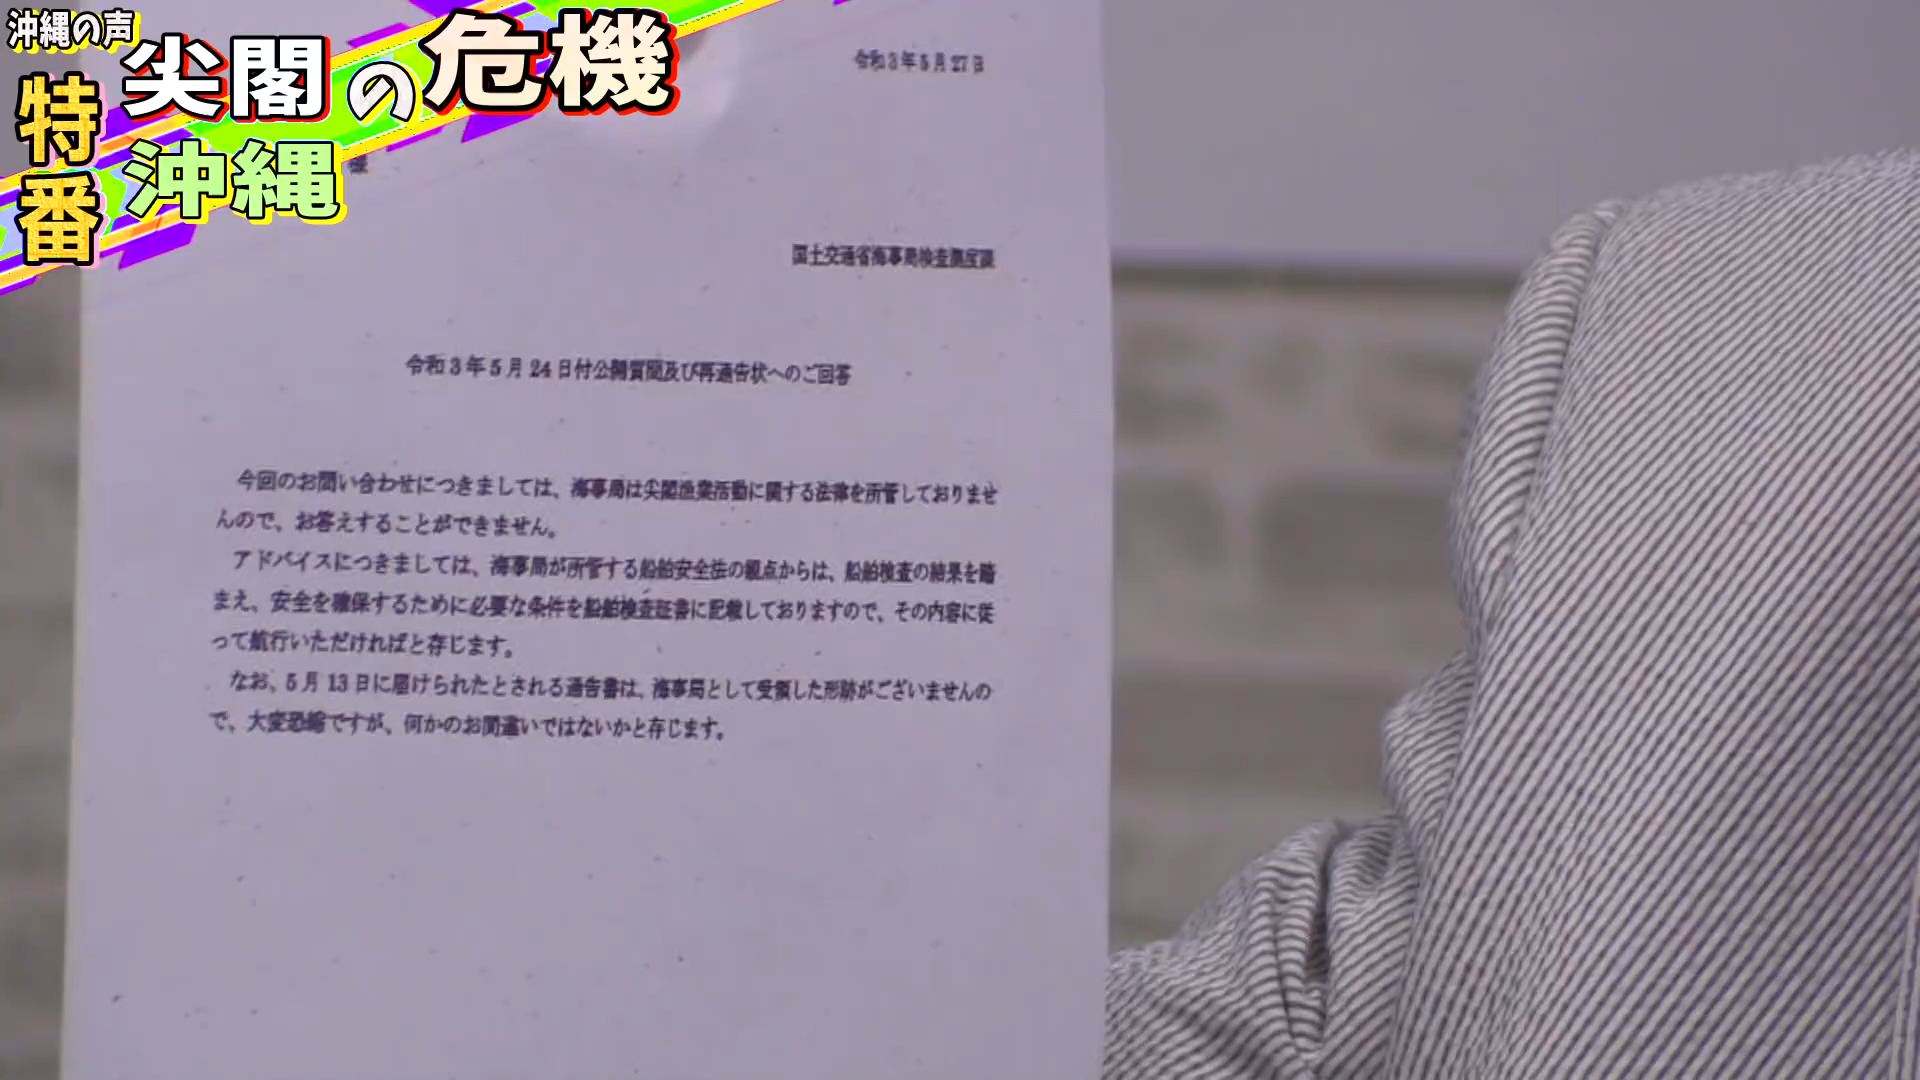 沖縄の声
特番
尖閣の危機
沖縄
令和3年5月27日
様
国土交通省海事局検査測度課
令和3年5月24日付公開質問及び再通告状へのご回答
今回のお問い合わせにつきましては、海事局は尖閣漁業活動に関する法律を所管しておりませ
んので、お答えすることができません。
アドバイスにつきましては、海事局が所管する船舶安全法の観点からは、船舶検査の結果を踏
まえ、安全を確保するために必要な条件を船舶検査証書に記載しておりますので、その内容に従
って航行いただければと存じます。
なお、5月13日に届けられたとされる通告書は、海事局として受領した形跡がございませんの
で、大変恐縮ですが、何かのお間違いではないかと存じます。